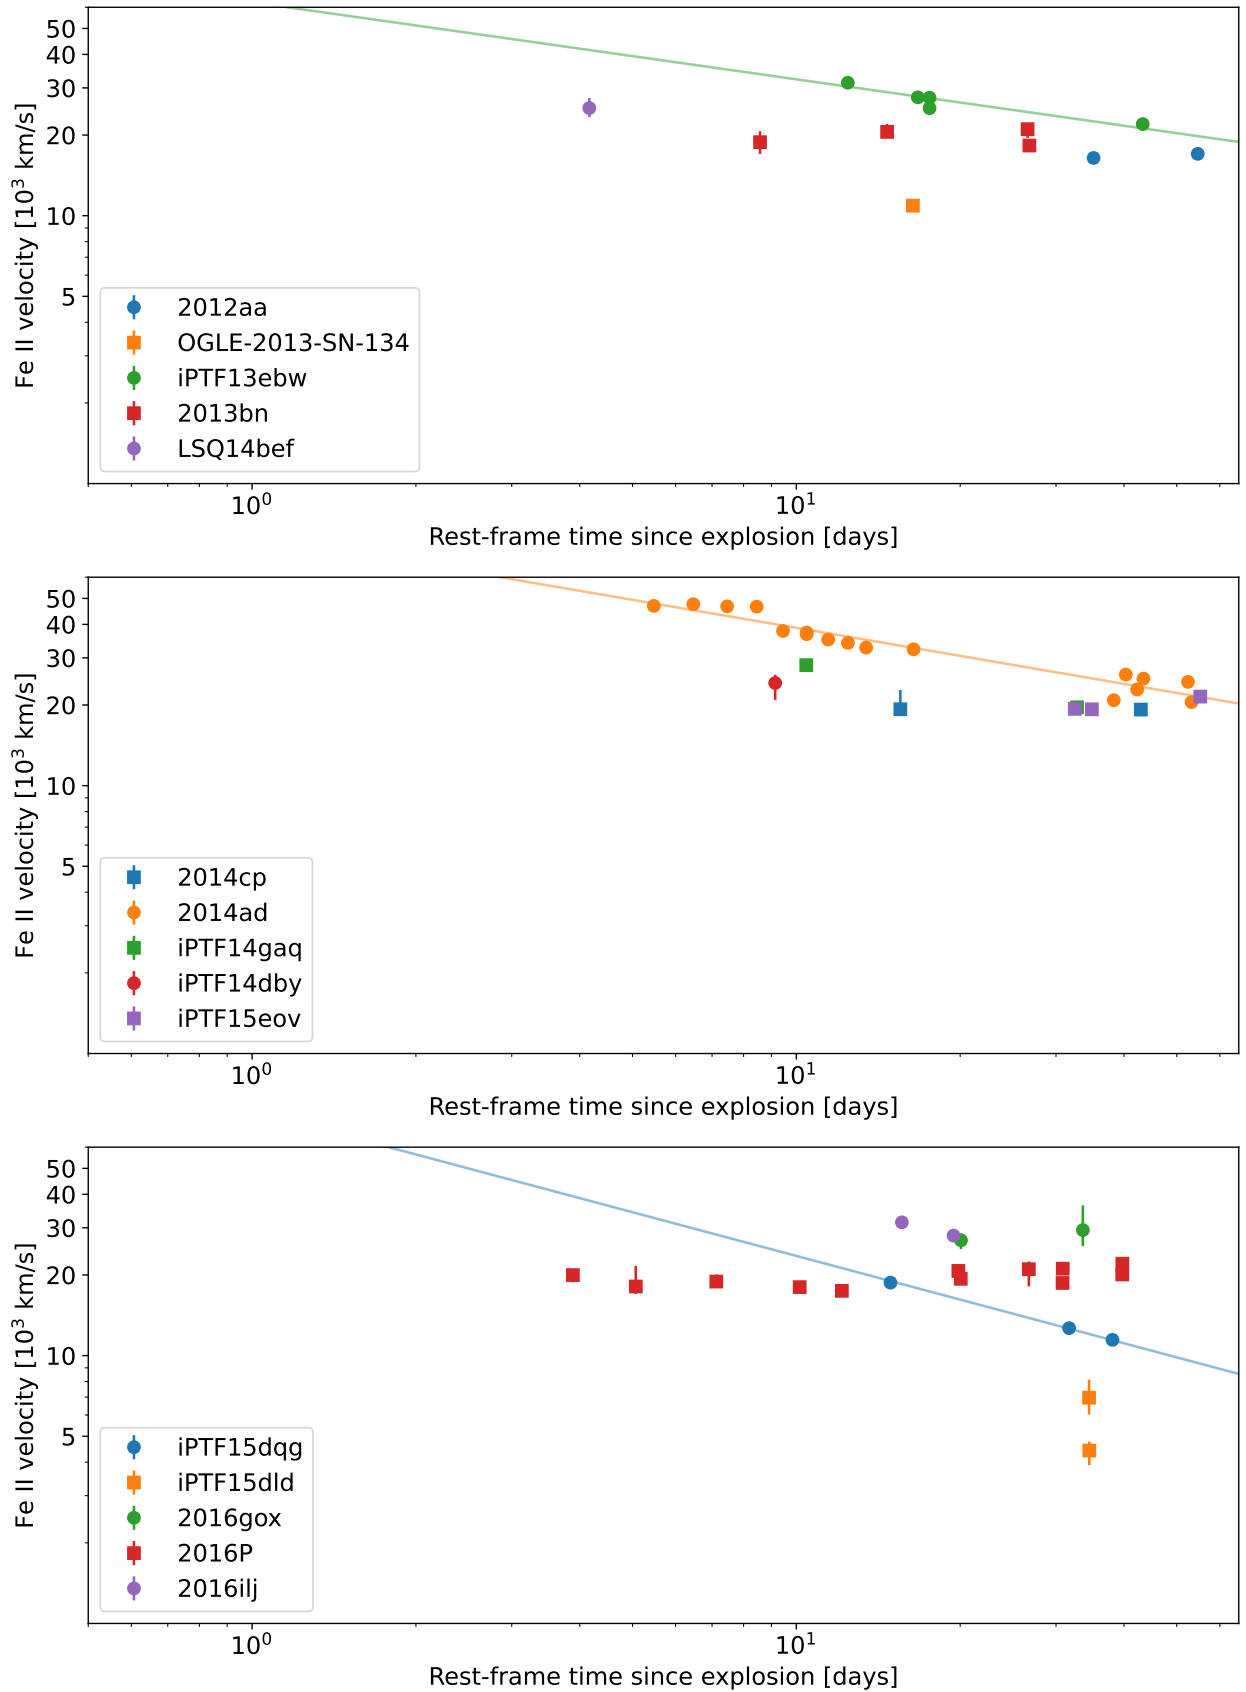 50
40
30
20
10
5
Fe II velocity [10³ km/s]
2012aa
OGLE-2013-SN-134
iPTF13ebw
2013bn
LSQ14bef
10⁰ 10¹
Rest-frame time since explosion [days]
50
40
30
20
10
5
Fe II velocity [10³ km/s]
2014cp
2014ad
iPTF14gaq
iPTF14dby
iPTF15eov
10⁰ 10¹
Rest-frame time since explosion [days]
50
40
30
20
10
5
Fe II velocity [10³ km/s]
iPTF15dqg
iPTF15dld
2016gox
2016P
2016ilj
10⁰ 10¹
Rest-frame time since explosion [days]